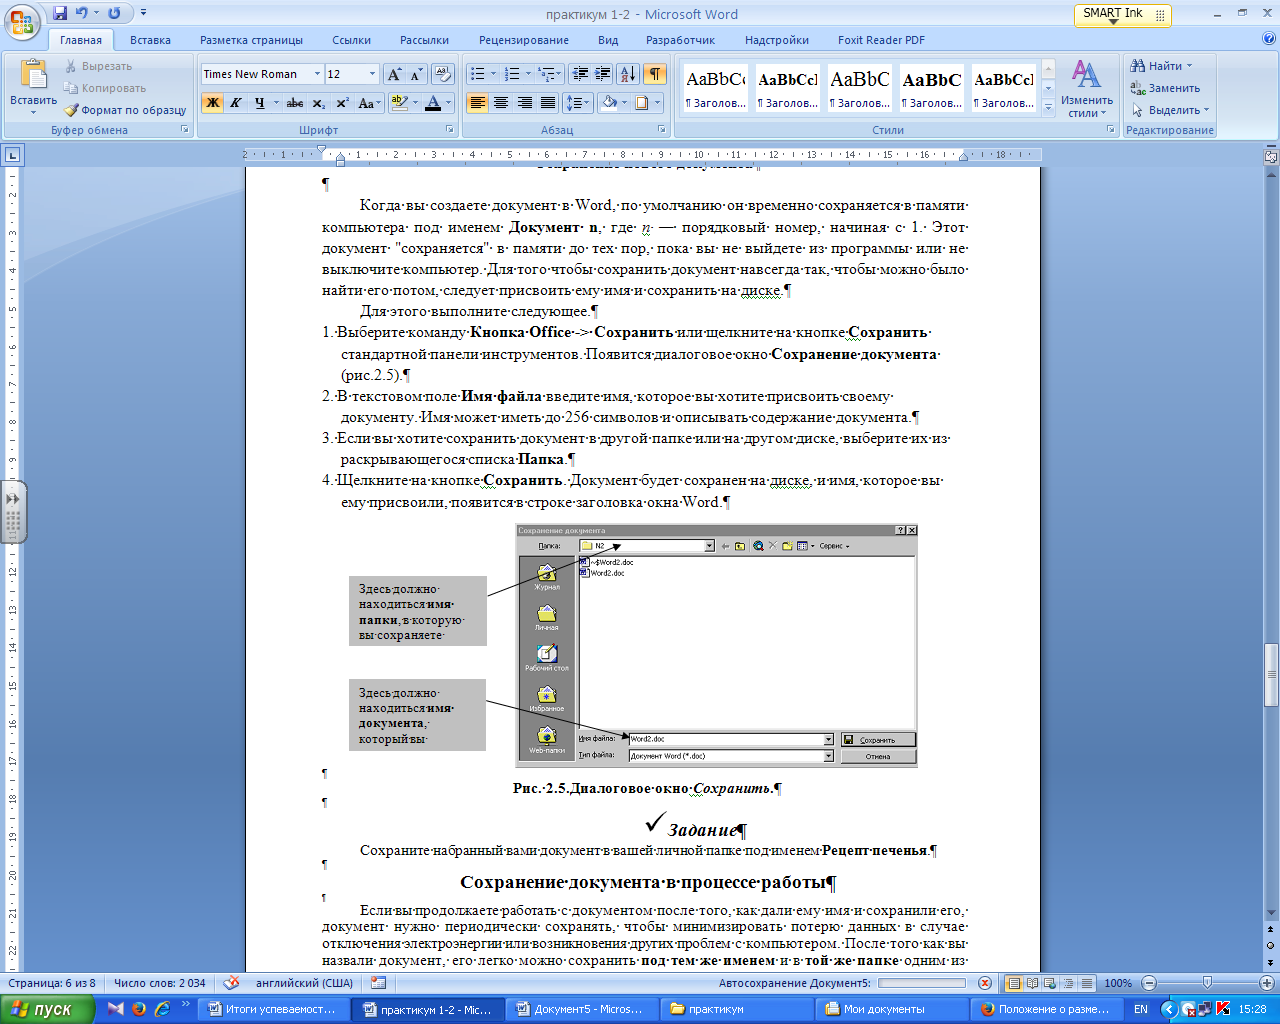 практикум 1-2 - Microsoft Word
SMART Ink
Главная Вставка Разметка страницы Ссылки Рассылки Рецензирование Вид Разработчик Надстройки Foxit Reader PDF
Вставить
Вырезать
Копировать
Формат по образцу
Буфер обмена
Times New Roman 12
Ж К Ч abc x₂ x² Aa
Шрифт
Абзац
AaBbCc AaBbCcI AaBbC AaBbC AaBbCcI
¶ Заголов... ¶ Заголов... ¶ Заголов... ¶ Заголов... ¶ Заголов...
Стили
Изменить стили
Найти
Заменить
Выделить
Редактирование
Когда вы создаете документ в Word, по умолчанию он временно сохраняется в памяти
компьютера под именем Документ n, где n — порядковый номер, начиная с 1. Этот
документ "сохраняется" в памяти до тех пор, пока вы не выйдете из программы или не
выключите компьютер. Для того чтобы сохранить документ навсегда так, чтобы можно было
найти его потом, следует присвоить ему имя и сохранить на диске.¶
Для этого выполните следующее.¶
1. Выберите команду Кнопка Office -> Сохранить или щелкните на кнопке Сохранить
стандартной панели инструментов. Появится диалоговое окно Сохранение документа
(рис.2.5).¶
2. В текстовом поле Имя файла введите имя, которое вы хотите присвоить своему
документу. Имя может иметь до 256 символов и описывать содержание документа.¶
3. Если вы хотите сохранить документ в другой папке или на другом диске, выберите их из
раскрывающегося списка Папка.¶
4. Щелкните на кнопке Сохранить. Документ будет сохранен на диске, и имя, которое вы
ему присвоили, появится в строке заголовка окна Word.¶
Здесь должно
находиться имя
папки, в которую
вы сохраняете
Здесь должно
находиться имя
документа,
который вы
Сохранение документа
Папка: N2 Сервис
~$Word2.doc
Word2.doc
Журнал
Личная
Рабочий стол
Избранное
Web-папки
Имя файла: Word2.doc Сохранить
Тип файла: Документ Word (*.doc) Отмена
Рис. 2.5.Диалоговое окно Сохранить.¶
Задание¶
Сохраните набранный вами документ в вашей личной папке под именем Рецепт печенья.¶
Сохранение документа в процессе работы¶
Если вы продолжаете работать с документом после того, как дали ему имя и сохранили его,
документ нужно периодически сохранять, чтобы минимизировать потерю данных в случае
отключения электроэнергии или возникновения других проблем с компьютером. После того как вы
назвали документ, его легко можно сохранить под тем же именем и в той же папке одним из
Страница: 6 из 8 Число слов: 2 034 английский (США) Автосохранение Документ5: 100%
пуск Итоги успеваемост... практикум 1-2 - Mic... Документ5 - Microsof... практикум Мои документы Положение о разме... EN 15:28